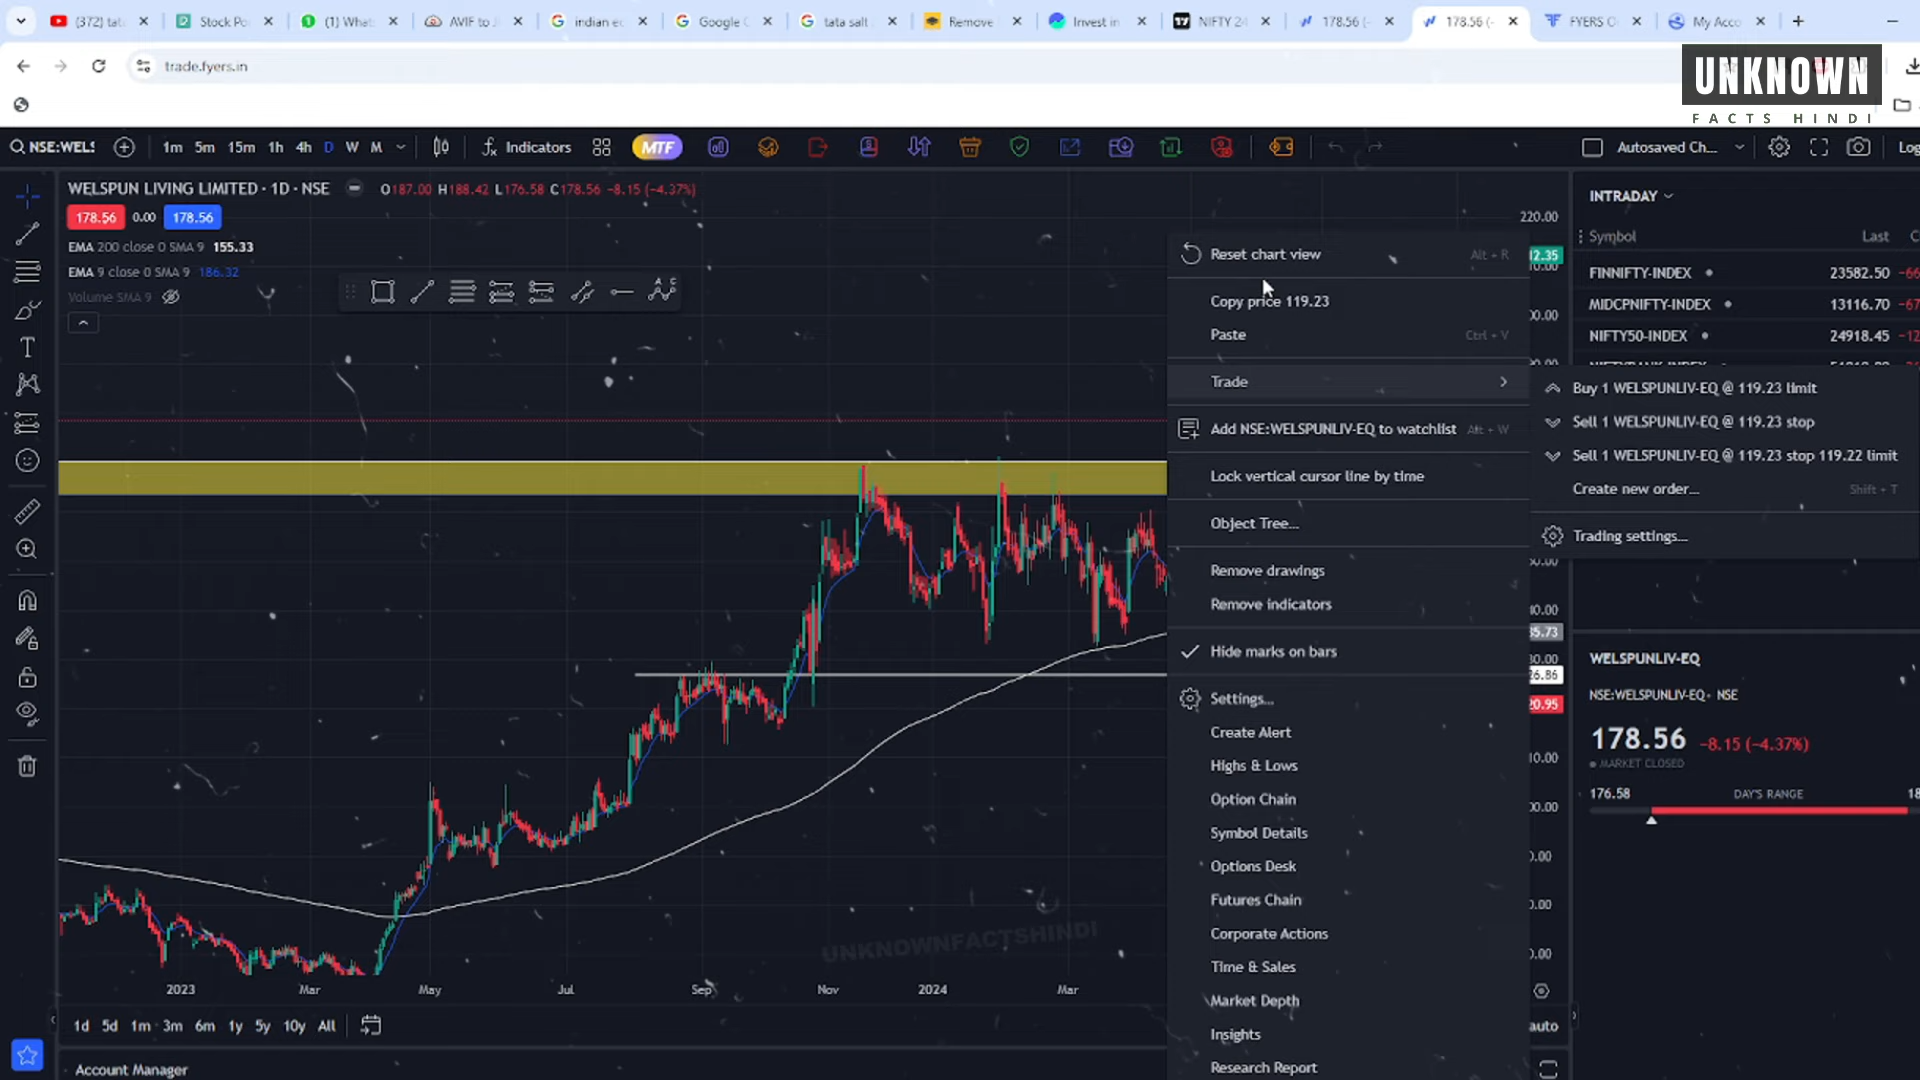 (372) tat
Stock Po
(1) What
AVIF to J
indian ec
Google C
tata salt
Remove
Invest in
NIFTY 24
178.56 (-
178.56 (-
FYERS O
My Acco
trade.fyers.in
UNKNOWN
FACTS HINDI
NSE:WELS
1m 5m 15m 1h 4h D W M
Indicators
MTF
Autosaved Ch...
WELSPUN LIVING LIMITED · 1D · NSE
O187.00 H188.42 L176.58 C178.56 -8.15 (-4.37%)
178.56 0.00 178.56
EMA 200 close 0 SMA 9 155.33
EMA 9 close 0 SMA 9 186.32
Volume SMA 9
220.00
Reset chart view Alt + R
Copy price 119.23
Paste Ctrl + V
Trade
Add NSE:WELSPUNLIV-EQ to watchlist Alt + W
Lock vertical cursor line by time
Object Tree...
Remove drawings
Remove indicators
Hide marks on bars
Settings...
Create Alert
Highs & Lows
Option Chain
Symbol Details
Options Desk
Futures Chain
Corporate Actions
Time & Sales
Market Depth
Insights
Research Report
Buy 1 WELSPUNLIV-EQ @ 119.23 limit
Sell 1 WELSPUNLIV-EQ @ 119.23 stop
Sell 1 WELSPUNLIV-EQ @ 119.23 stop 119.22 limit
Create new order... Shift + T
Trading settings...
INTRADAY
Symbol Last
FINNIFTY-INDEX 23582.50
MIDCPNIFTY-INDEX 13116.70
NIFTY50-INDEX 24918.45
WELSPUNLIV-EQ
NSE:WELSPUNLIV-EQ · NSE
178.56 -8.15 (-4.37%)
MARKET CLOSED
176.58 DAY'S RANGE
UNKNOWNFACTSHINDI
2023 Mar May Jul Sep Nov 2024 Mar
1d 5d 1m 3m 6m 1y 5y 10y All
auto
Account Manager